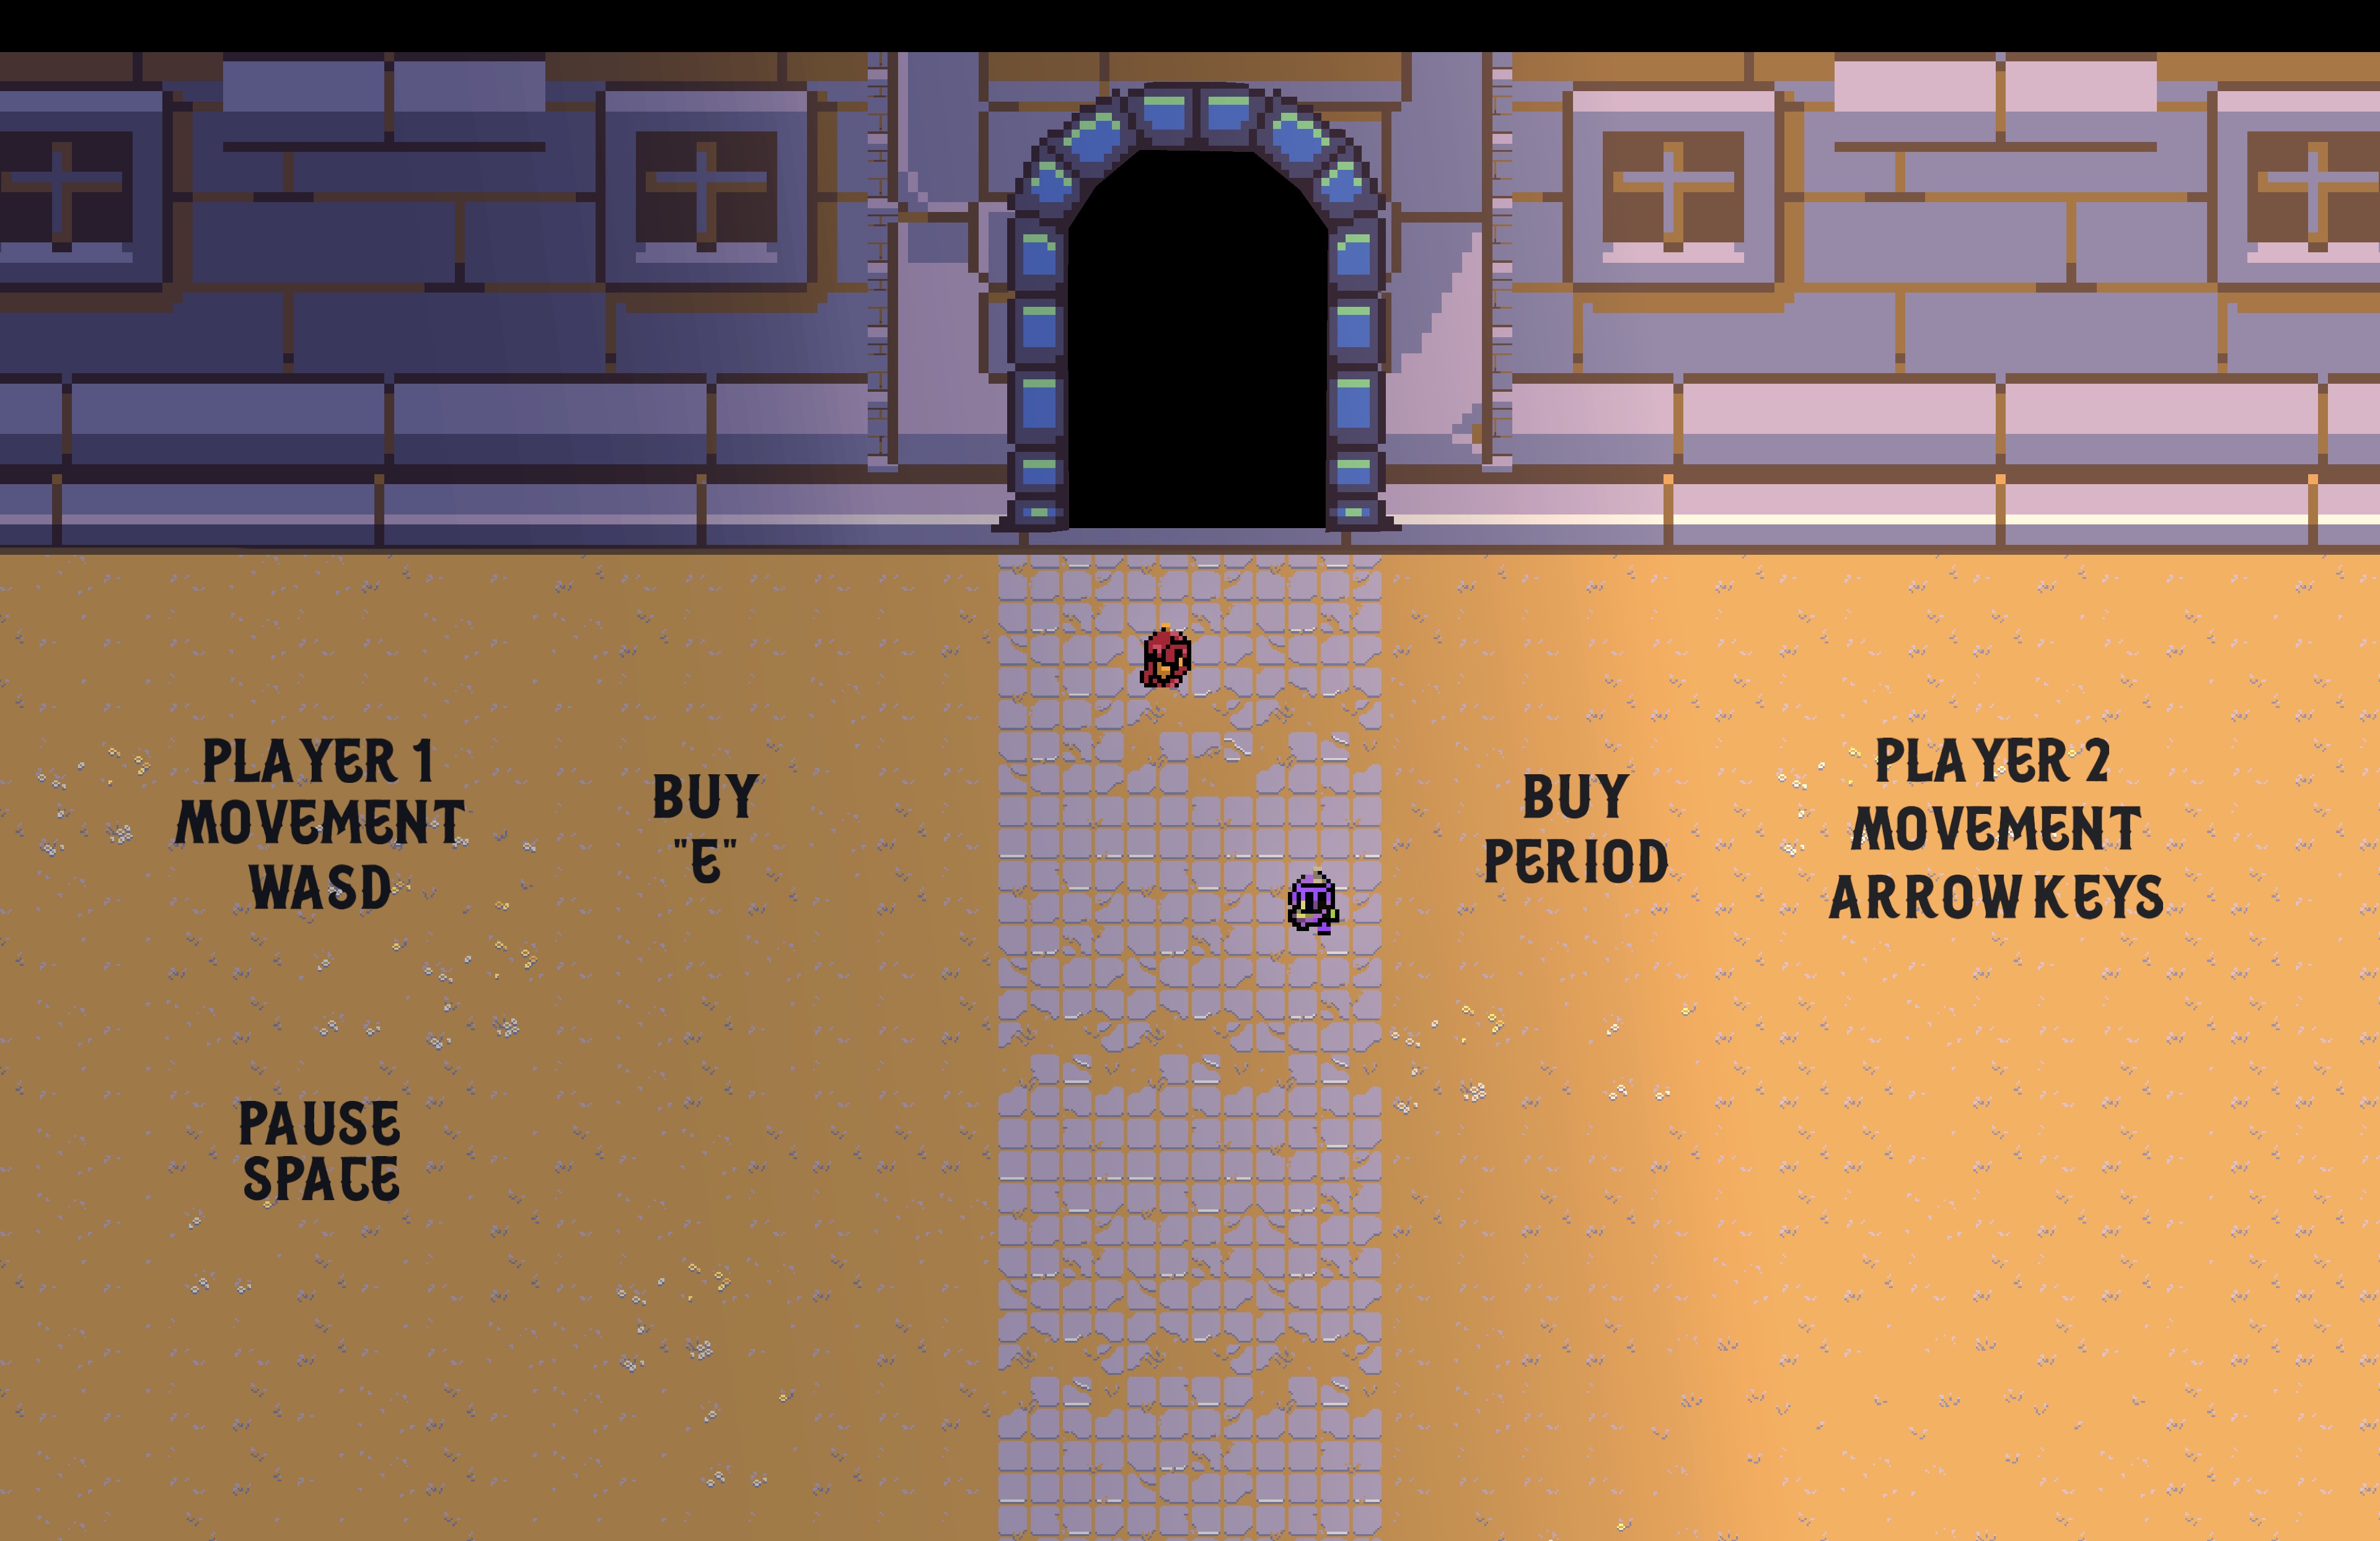 PLAYER 1
MOVEMENT
WASD
BUY
"E"
BUY
PERIOD
PLAYER 2
MOVEMENT
ARROW KEYS
PAUSE
SPACE